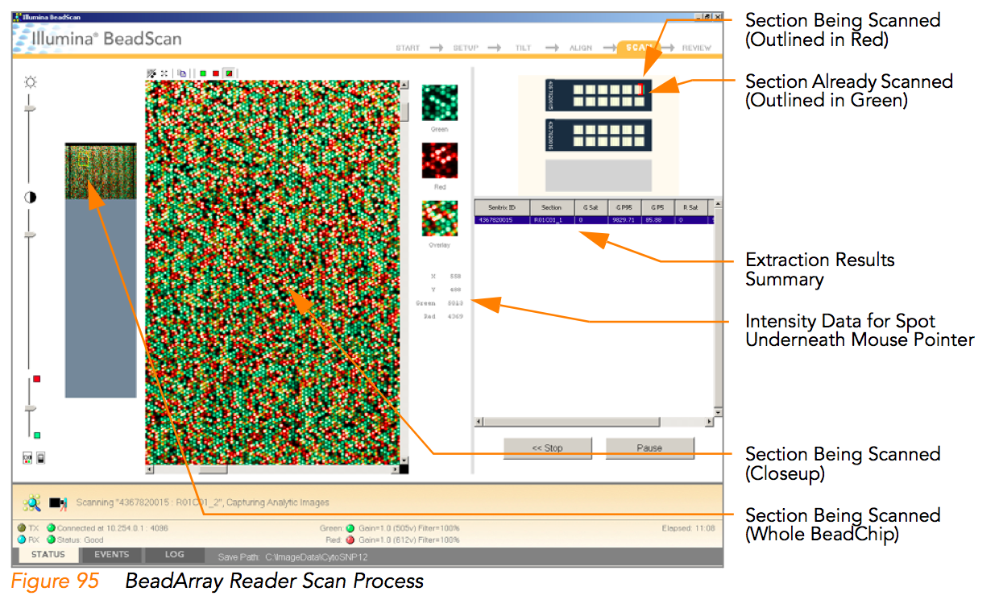 Illumina BeadScan
Illumina® BeadScan
START
SETUP
TILT
ALIGN
SCAN
REVIEW
Section Being Scanned
(Outlined in Red)
Section Already Scanned
(Outlined in Green)
4367820015
4367820016
Green
Red
Overlay
X 558
Y 488
Green 5013
Red 4369
Sentrix ID Section G Sat G P95 G P5 R Sat
4367820015 R01C01_1 0 9829.71 85.88 0
Extraction Results
Summary
Intensity Data for Spot
Underneath Mouse Pointer
<< Stop
Pause
Section Being Scanned
(Closeup)
Section Being Scanned
(Whole BeadChip)
Scanning "4367820015 : R01C01_2", Capturing Analytic Images
TX Connected at 10.254.0.1 : 4096
RX Status: Good
Green: Gain=1.0 (505v) Filter=100%
Red: Gain=1.0 (612v) Filter=100%
Elapsed: 11:08
STATUS EVENTS LOG
Save Path: C:\ImageData\CytoSNP12
Figure 95 BeadArray Reader Scan Process